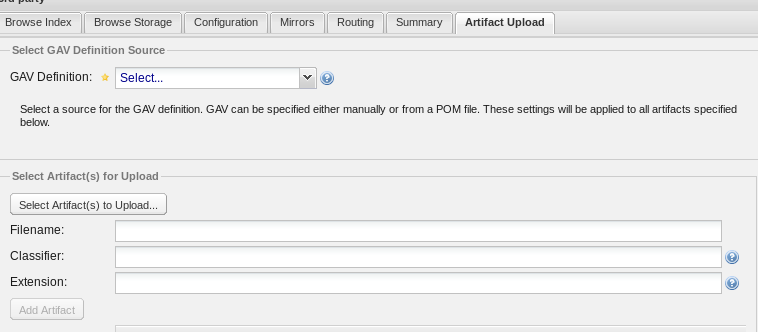 party
Browse Index Browse Storage Configuration Mirrors Routing Summary Artifact Upload
Select GAV Definition Source
GAV Definition: Select...
Select a source for the GAV definition. GAV can be specified either manually or from a POM file. These settings will be applied to all artifacts specified
below.
Select Artifact(s) for Upload
Select Artifact(s) to Upload...
Filename:
Classifier:
Extension:
Add Artifact